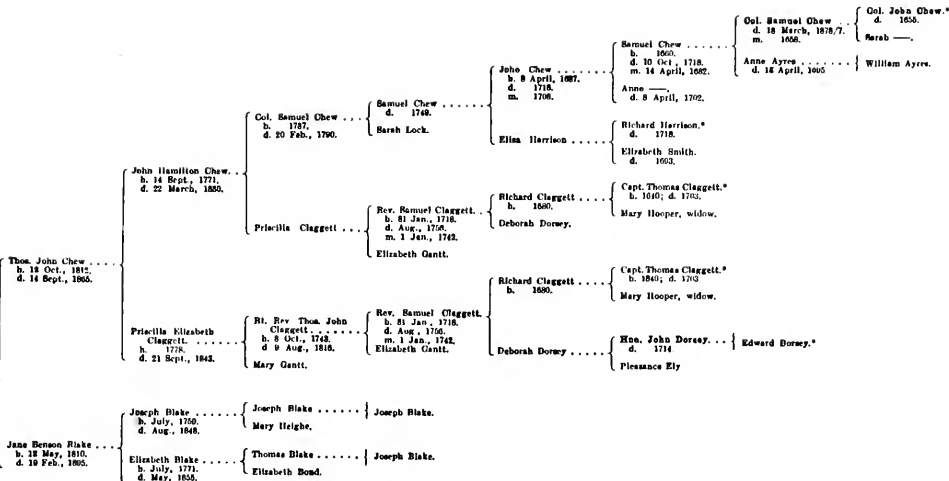 Thos. John Chew
b. 12 Oct., 1812.
d. 14 Sept., 1865.
John Hamilton Chew.
b. 14 Sept., 1771.
d. 22 March, 1830.
Col. Samuel Chew
b. 1737.
d. 20 Feb., 1790.
Samuel Chew
d. 1749.
John Chew
b. 8 April, 1687.
d. 1718.
m. 1708.
Samuel Chew
b. 1660.
d. 10 Oct., 1718.
m. 14 April, 1682.
Col. Samuel Chew
d. 18 March, 1676/7.
m. 1658.
Col. John Chew.*
d. 1655.
Sarah —.
Anne Ayres
d. 13 April, 1695
William Ayres.
Anne —.
d. 8 April, 1702.
Eliza Harrison
Richard Harrison.*
d. 1718.
Elizabeth Smith.
d. 1693.
Sarah Lock.
Priscilla Claggett
Rev. Samuel Claggett.
b. 31 Jan., 1718.
d. Aug., 1756.
m. 1 Jan., 1742.
Richard Claggett
b. 1680.
Capt. Thomas Claggett.*
b. 1640; d. 1703.
Mary Hooper, widow.
Deborah Dorsey.
Elizabeth Gantt.
Priscilla Elizabeth
Claggett.
b. 1778.
d. 21 Sept., 1843.
Rt. Rev Thos. John
Claggett.
b. 8 Oct., 1743.
d 9 Aug., 1816.
Rev. Samuel Claggett.
b. 31 Jan., 1718.
d. Aug., 1756.
m. 1 Jan., 1742.
Elizabeth Gantt.
Richard Claggett
b. 1680.
Capt. Thomas Claggett.*
b. 1640; d. 1703
Mary Hooper, widow.
Deborah Dorsey
Hno. John Dorsey.
d. 1714
Edward Dorsey.*
Pleasance Ely
Mary Gantt.
Jane Benson Blake
b. 12 May, 1810.
d. 19 Feb., 1895.
Joseph Blake
b. July, 1750.
d. Aug., 1848.
Joseph Blake
Joseph Blake.
Mary Heighe.
Elizabeth Blake
b. July, 1771.
d. May, 1855.
Thomas Blake
Joseph Blake.
Elizabeth Bond.